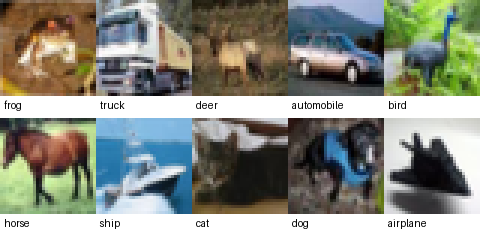 frog truck deer automobile bird
horse ship cat dog airplane